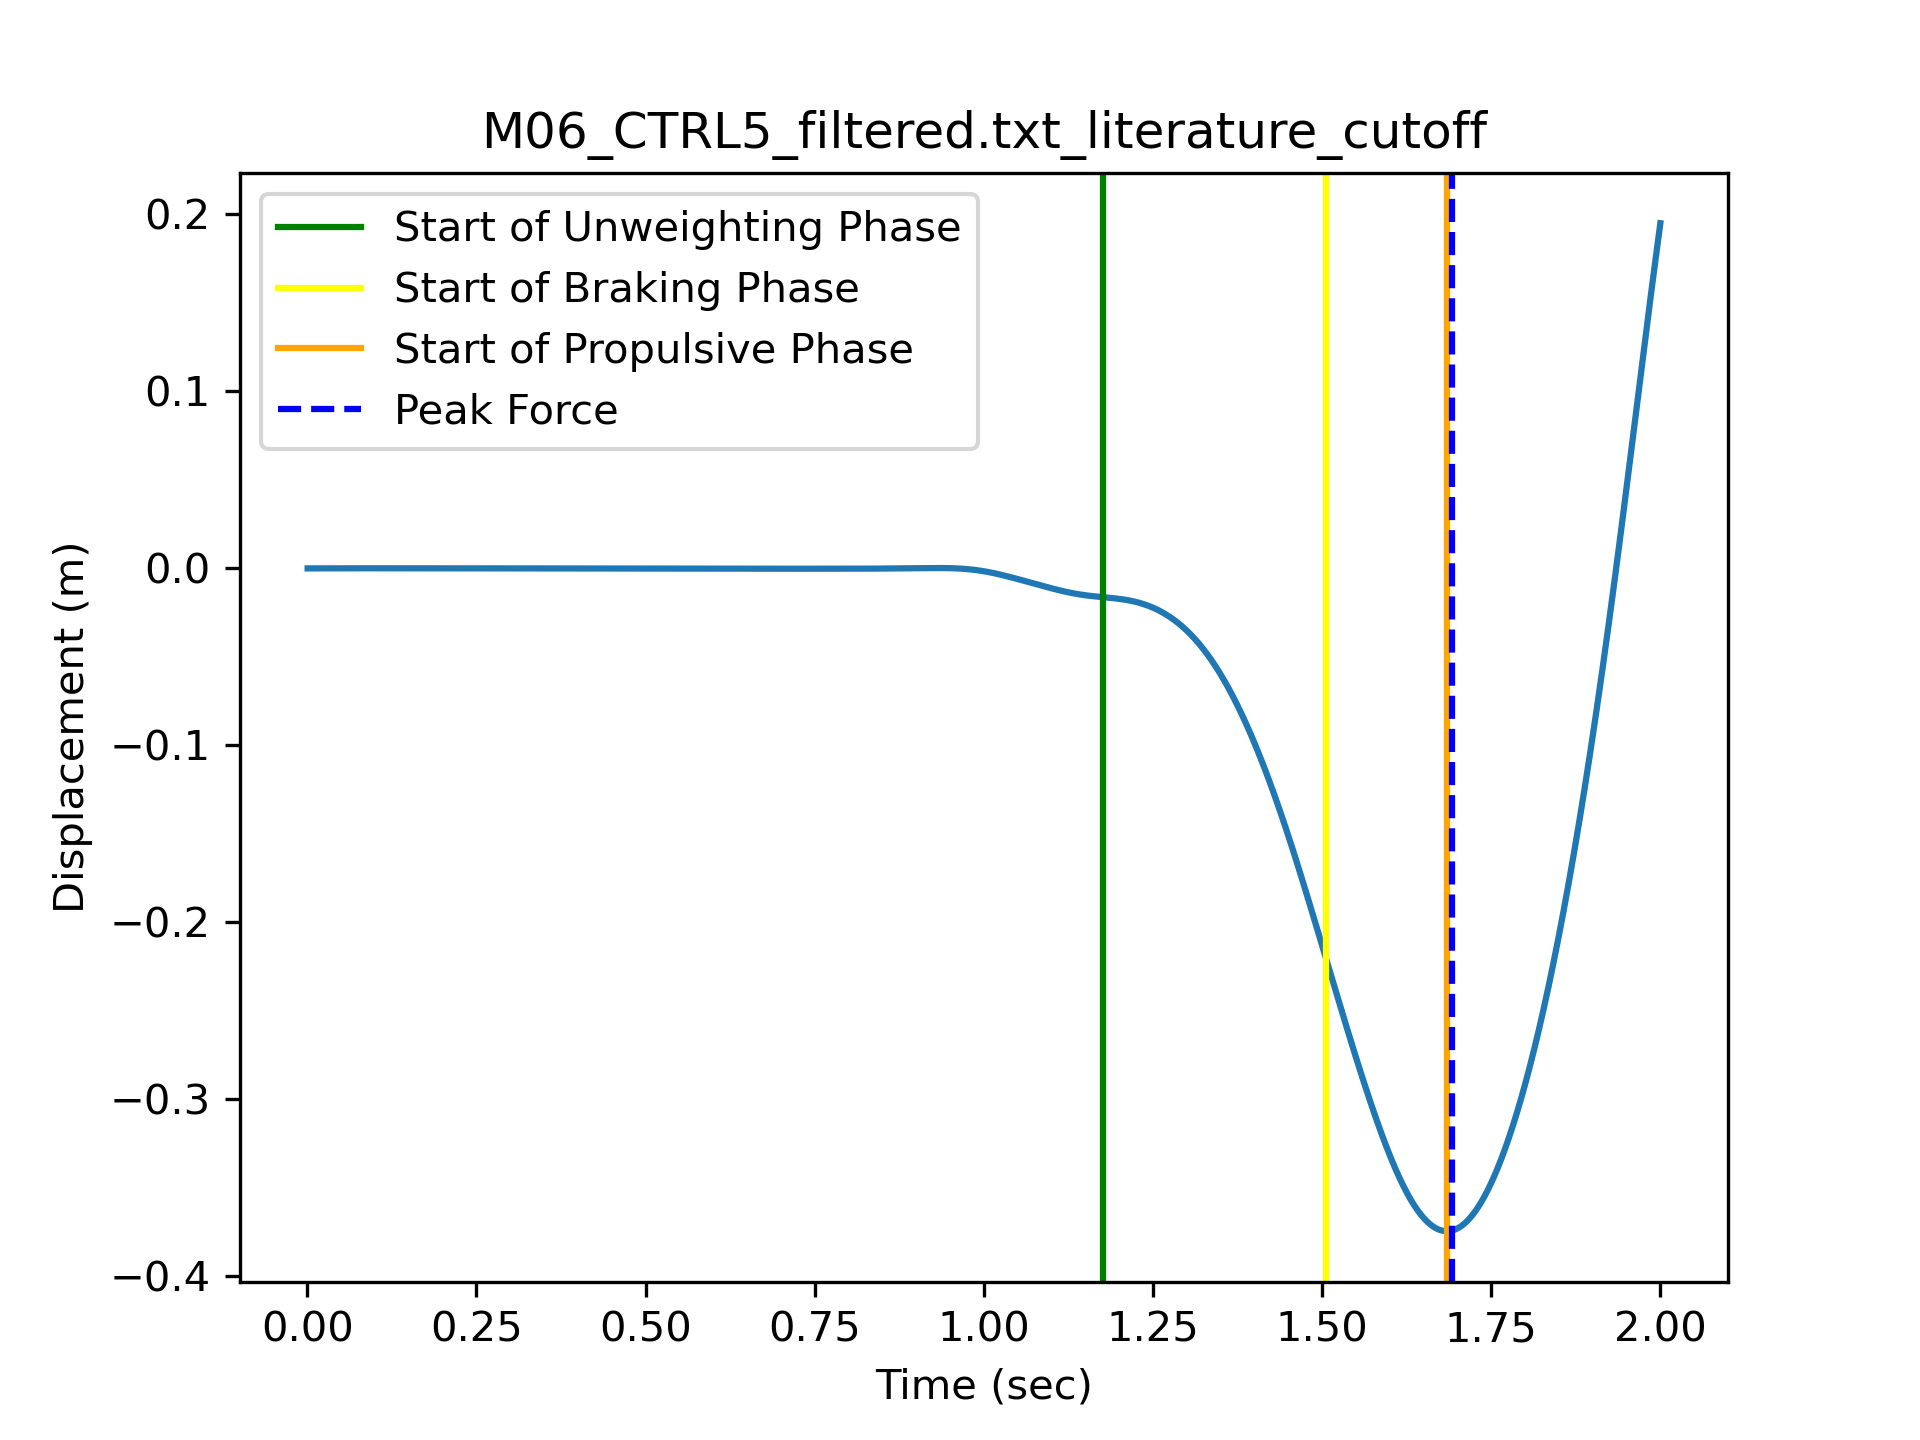 M06_CTRL5_filtered.txt_literature_cutoff
Start of Unweighting Phase
Start of Braking Phase
Start of Propulsive Phase
Peak Force
Displacement (m)
0.2
0.1
0.0
−0.1
−0.2
−0.3
−0.4
0.00 0.25 0.50 0.75 1.00 1.25 1.50 1.75 2.00
Time (sec)